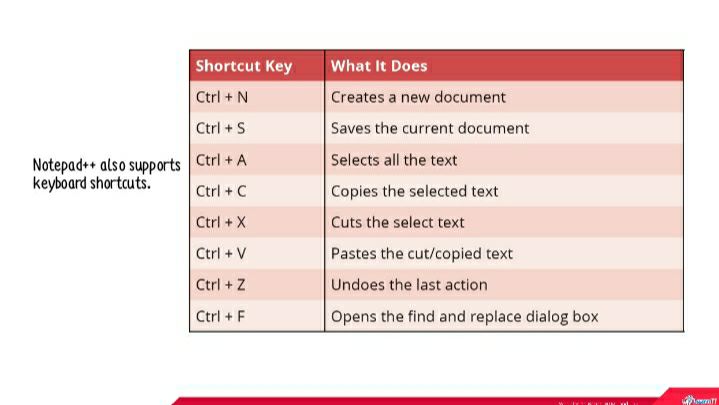 Shortcut Key What It Does
Ctrl + N Creates a new document
Ctrl + S Saves the current document
Notepad++ also supports
keyboard shortcuts.
Ctrl + A Selects all the text
Ctrl + C Copies the selected text
Ctrl + X Cuts the select text
Ctrl + V Pastes the cut/copied text
Ctrl + Z Undoes the last action
Ctrl + F Opens the find and replace dialog box